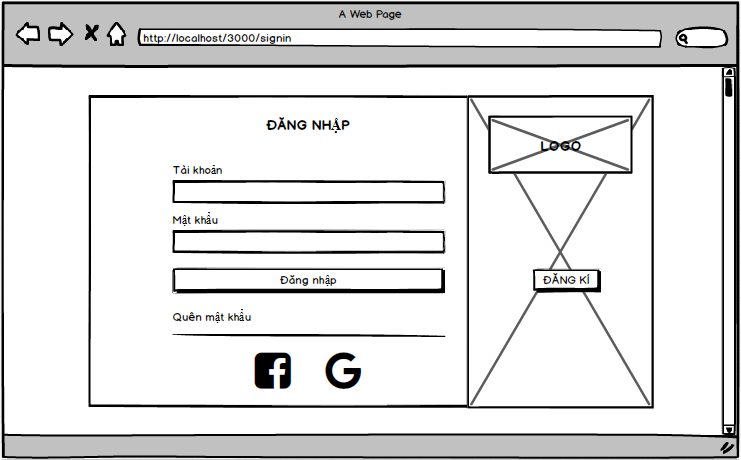 A Web Page
http://localhost/3000/signin
ĐĂNG NHẬP
LOGO
Tài khoản
Mật khẩu
Đăng nhập
ĐĂNG KÍ
Quên mật khẩu